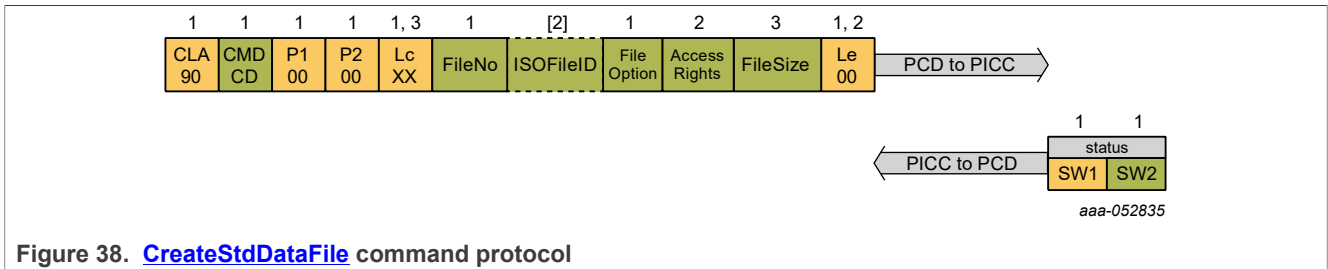 1 1 1 1 1, 3 1 [2] 1 2 3 1, 2
CLA 90 CMD CD P1 00 P2 00 Lc XX FileNo ISOFileID File Option Access Rights FileSize Le 00 PCD to PICC
1 1
status
PICC to PCD SW1 SW2
aaa-052835
Figure 38. CreateStdDataFile command protocol